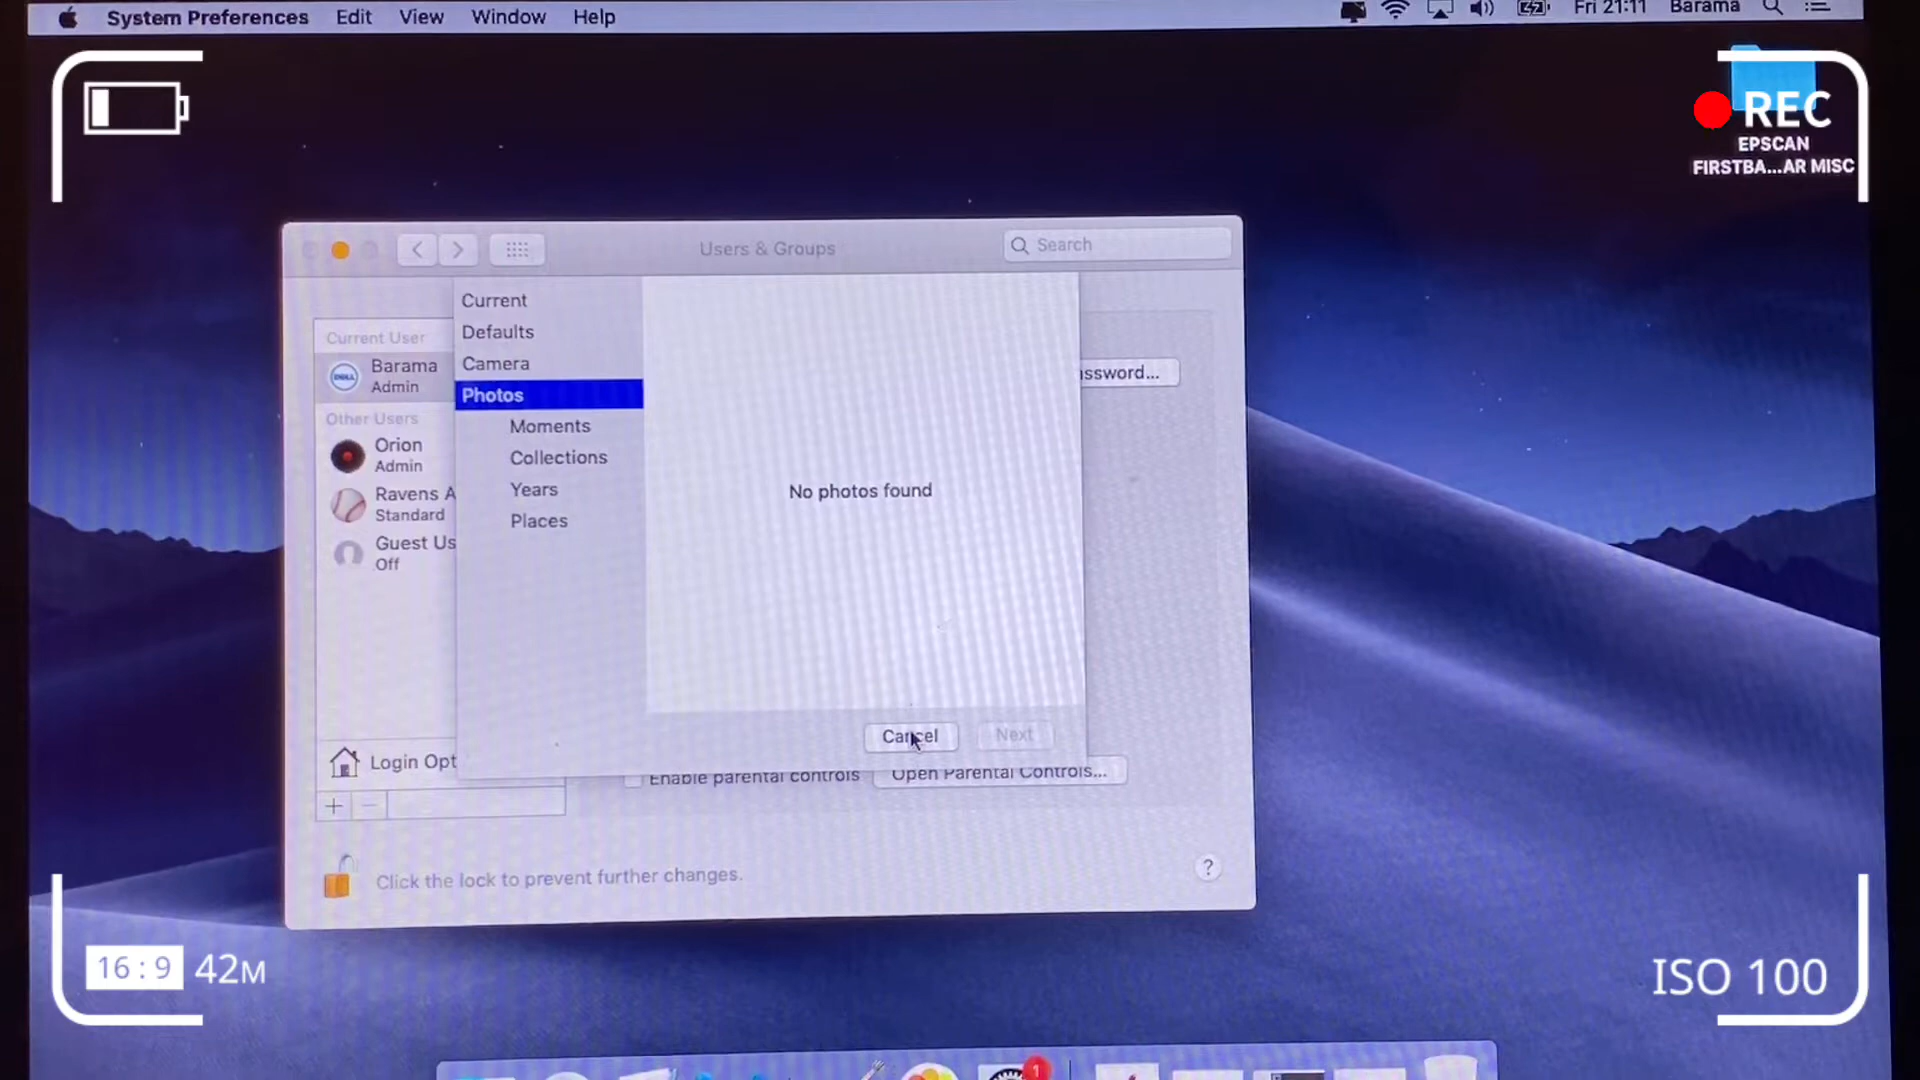 System Preferences Edit View Window Help
Fri 21:11 Barama
REC
EPSCAN
FIRSTBA...AR MISC
Users & Groups
Search
Current
Defaults
Camera
Photos
Moments
Collections
Years
Places
No photos found
Cancel
Next
Current User
Barama
Admin
DELL
Other Users
Orion
Admin
Ravens A
Standard
Guest Us
Off
Login Opt
assword...
Enable parental controls
Open Parental Controls...
+ −
Click the lock to prevent further changes.
?
16:9 42M
ISO 100
1